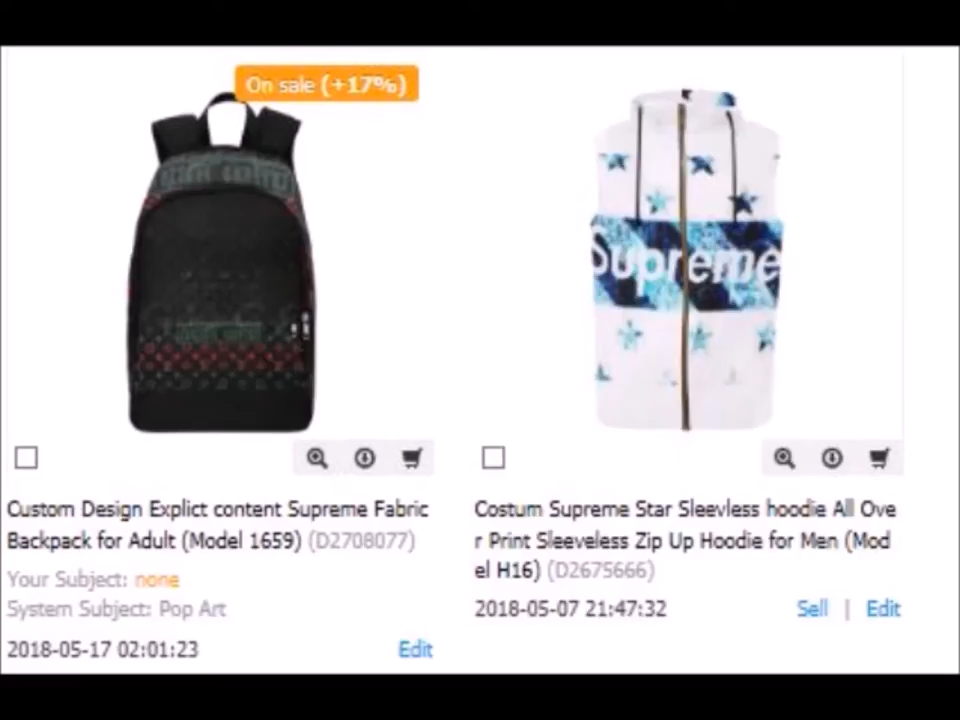 On sale (+17%)
Supreme
Custom Design Explict content Supreme Fabric
Backpack for Adult (Model 1659) (D2708077)
Your Subject: none
System Subject: Pop Art
2018-05-17 02:01:23
Edit
Costum Supreme Star Sleevless hoodie All Ove
r Print Sleeveless Zip Up Hoodie for Men (Mod
el H16) (D2675666)
2018-05-07 21:47:32
Sell | Edit